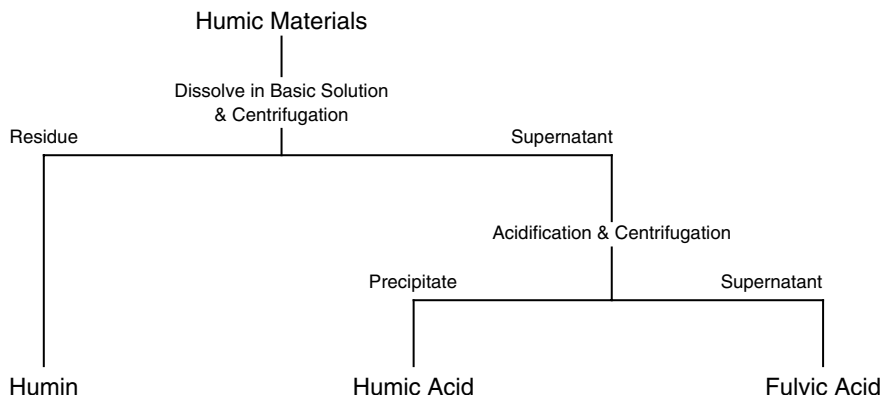 Humic Materials
Dissolve in Basic Solution
& Centrifugation
Residue
Supernatant
Acidification & Centrifugation
Precipitate
Supernatant
Humin
Humic Acid
Fulvic Acid